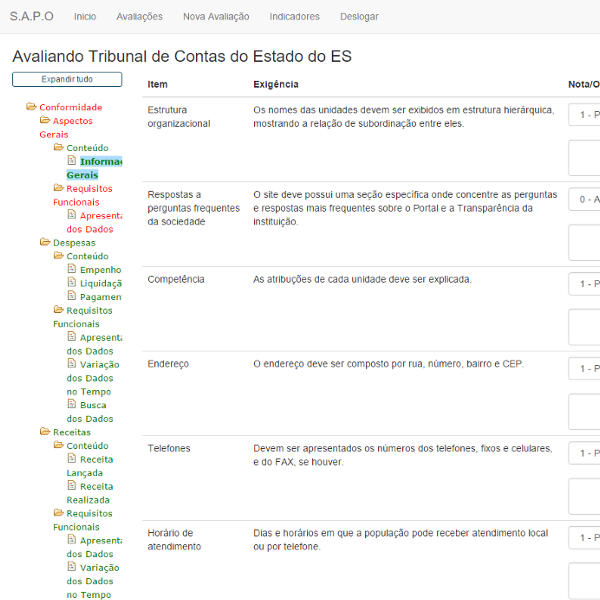 S.A.P.O Inicio Avaliações Nova Avaliação Indicadores Deslogar
Avaliando Tribunal de Contas do Estado do ES
Expandir tudo
Conformidade
Aspectos
Gerais
Conteúdo
Informaç
Gerais
Requisitos
Funcionais
Apresenta
dos Dados
Despesas
Conteúdo
Empenho
Liquidaçã
Pagamen
Requisitos
Funcionais
Apresenta
dos Dados
Variação
dos Dados
no Tempo
Busca
dos Dados
Receitas
Conteúdo
Receita
Lançada
Receita
Realizada
Requisitos
Funcionais
Apresenta
dos Dados
Variação
dos Dados
no Tempo
Item Exigência Nota/O
Estrutura
organizacional
Os nomes das unidades devem ser exibidos em estrutura hierárquica,
mostrando a relação de subordinação entre eles.
1 - P
Respostas a
perguntas frequentes
da sociedade
O site deve possui uma seção específica onde concentre as perguntas
e respostas mais frequentes sobre o Portal e a Transparência da
instituição.
0 - A
Competência
As atribuições de cada unidade deve ser explicada.
1 - P
Endereço
O endereço deve ser composto por rua, número, bairro e CEP.
1 - P
Telefones
Devem ser apresentados os números dos telefones, fixos e celulares,
e do FAX, se houver.
1 - P
Horário de
atendimento
Dias e horários em que a população pode receber atendimento local
ou por telefone.
1 - P